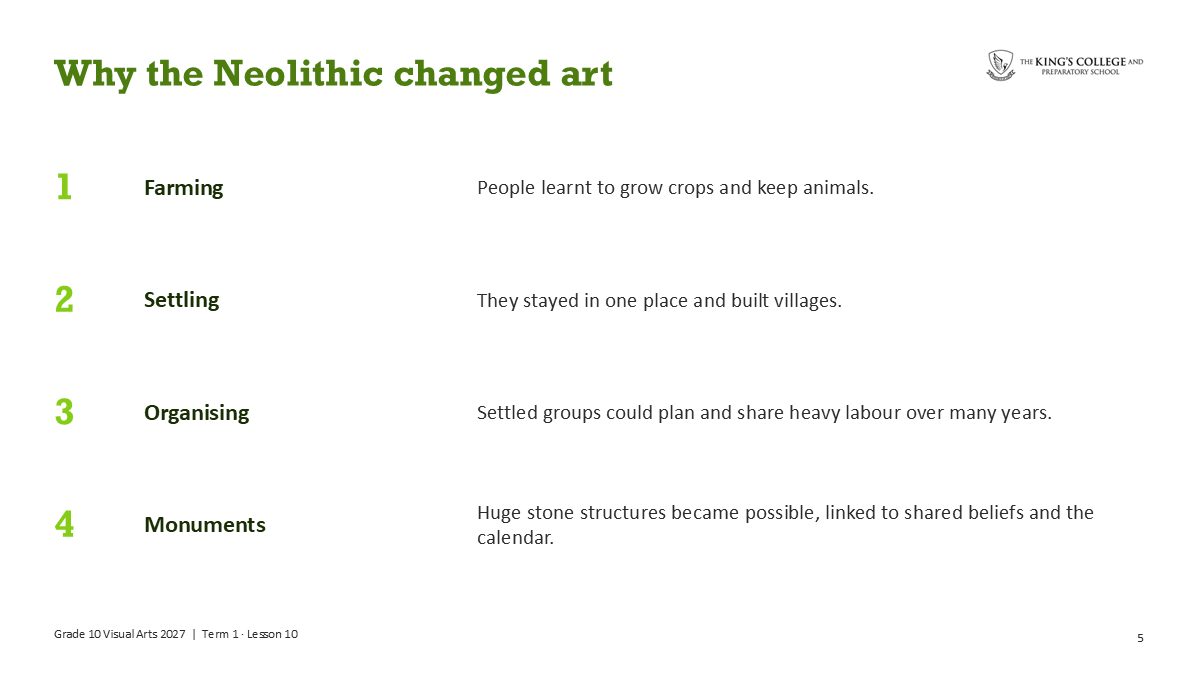 Why the Neolithic changed art
THE KING'S COLLEGE AND
PREPARATORY SCHOOL
1 Farming People learnt to grow crops and keep animals.
2 Settling They stayed in one place and built villages.
3 Organising Settled groups could plan and share heavy labour over many years.
4 Monuments Huge stone structures became possible, linked to shared beliefs and the
calendar.
Grade 10 Visual Arts 2027 | Term 1 · Lesson 10
5